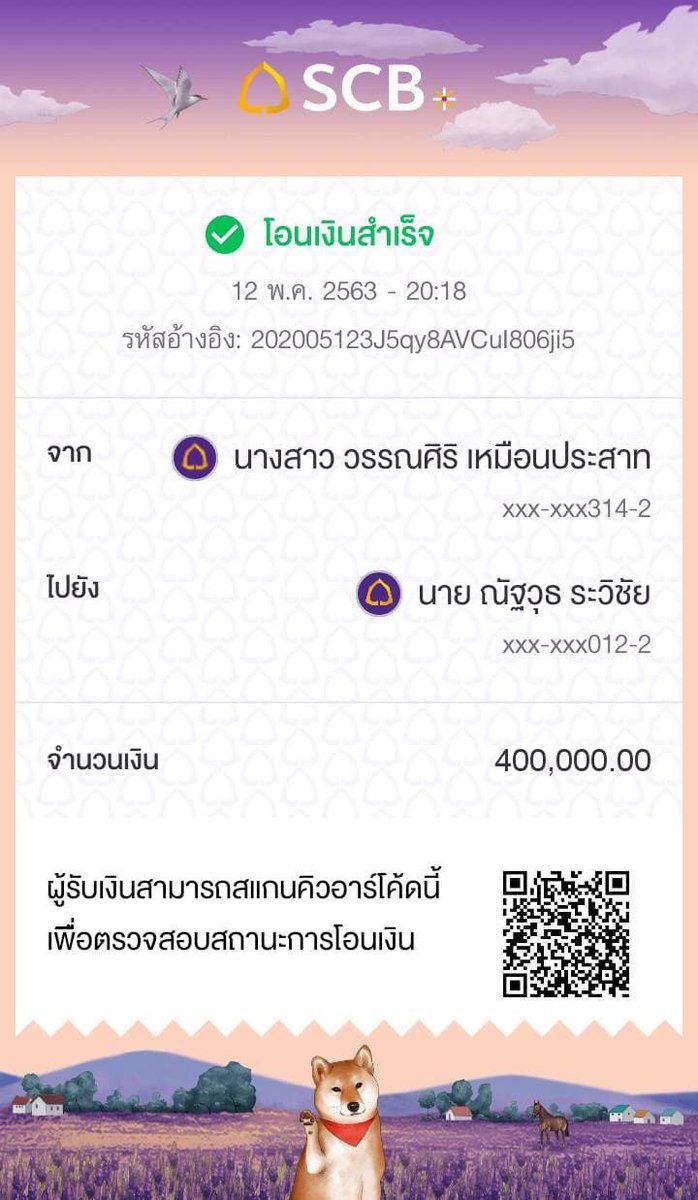 SCB
โอนเงินสำเร็จ
12 พ.ค. 2563 - 20:18
รหัสอ้างอิง: 202005123J5qy8AVCuI806ji5
จาก นางสาว วรรณศิริ เหมือนประสาท
xxx-xxx314-2
ไปยัง นาย ณัฐวุธ ระวิชัย
xxx-xxx012-2
จำนวนเงิน 400,000.00
ผู้รับเงินสามารถสแกนคิวอาร์โค้ดนี้
เพื่อตรวจสอบสถานะการโอนเงิน